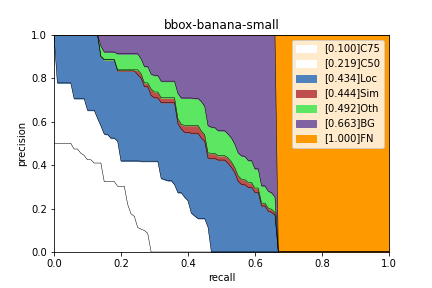 bbox-banana-small
[0.100]C75
[0.219]C50
[0.434]Loc
[0.444]Sim
[0.492]Oth
[0.663]BG
[1.000]FN
precision
1.0
0.8
0.6
0.4
0.2
0.0
0.0 0.2 0.4 0.6 0.8 1.0
recall